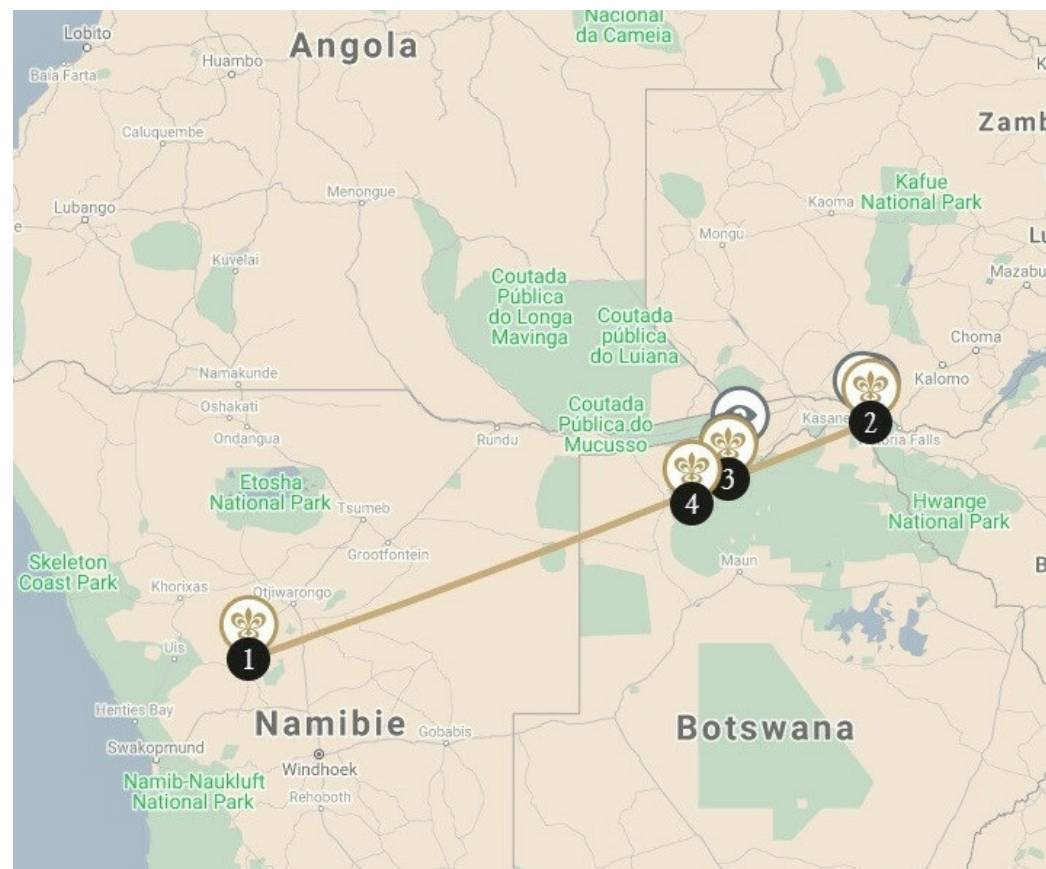 Nacional
da Cameia
Lobito
Angola
Baía Farta
Huambo
Zamb
Caluquembe
Kafue
National Park
Menongue
Kaoma
Lubango
e
Mongu
Lu
Kuvelai
Coutada
Pública
do Longa
Mavinga
Mazabu
Coutada
pública
do Luiana
Choma
Namakunde
Kalomo
Oshakati
Coutada
Pública do
Mucusso
Kasane
2
Ondangua
Rundu
Victoria Falls
3
Etosha
National Park
Tsumeb
4
Hwange
National Park
Grootfontein
Skeleton
Coast Park
Maun
B
Khorixas
Otjiwarongo
Uis
1
Henties Bay
Namibie
Gobabis
Botswana
Swakopmund
Windhoek
Namib-Naukluft
National Park
Rehoboth